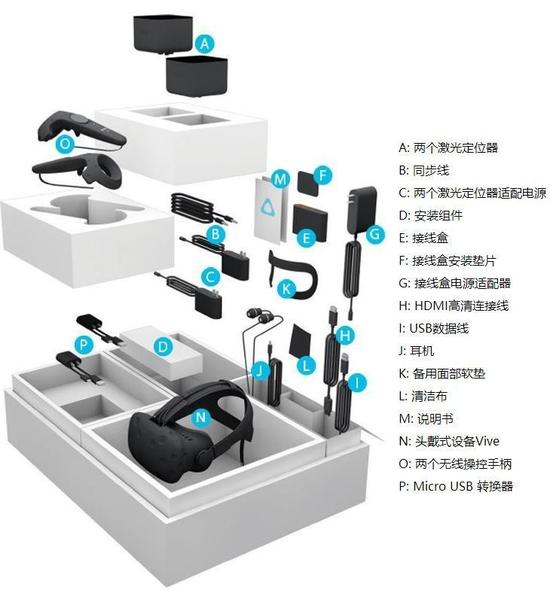 A
O
M
F
B
E
G
C
K
P
D
H
J
L
I
N
A: 两个激光定位器
B: 同步线
C: 两个激光定位器适配电源
D: 安装组件
E: 接线盒
F: 接线盒安装垫片
G: 接线盒电源适配器
H: HDMI高清连接线
I: USB数据线
J: 耳机
K: 备用面部软垫
L: 清洁布
M: 说明书
N: 头戴式设备Vive
O: 两个无线操控手柄
P: Micro USB 转换器